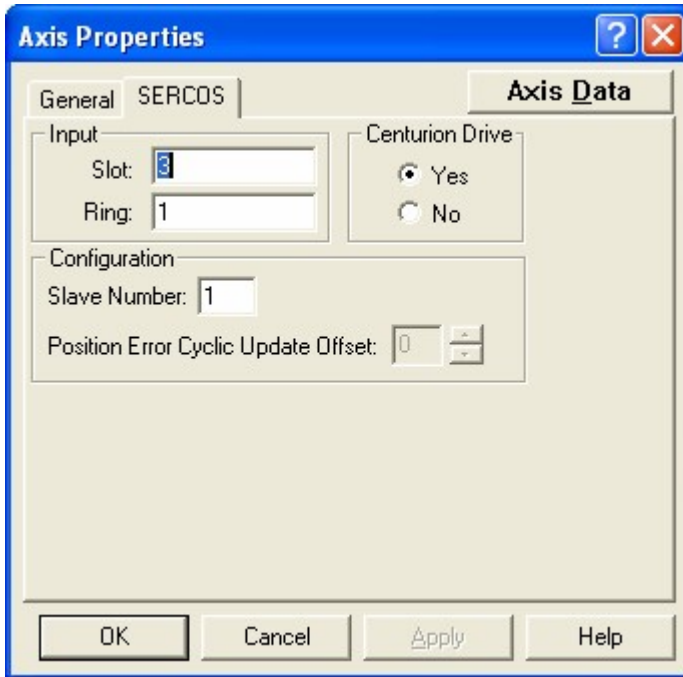 Axis Properties
General SERCOS Axis Data
Input Centurion Drive
Slot: 3 Yes
Ring: 1 No
Configuration
Slave Number: 1
Position Error Cyclic Update Offset: 0
OK Cancel Apply Help